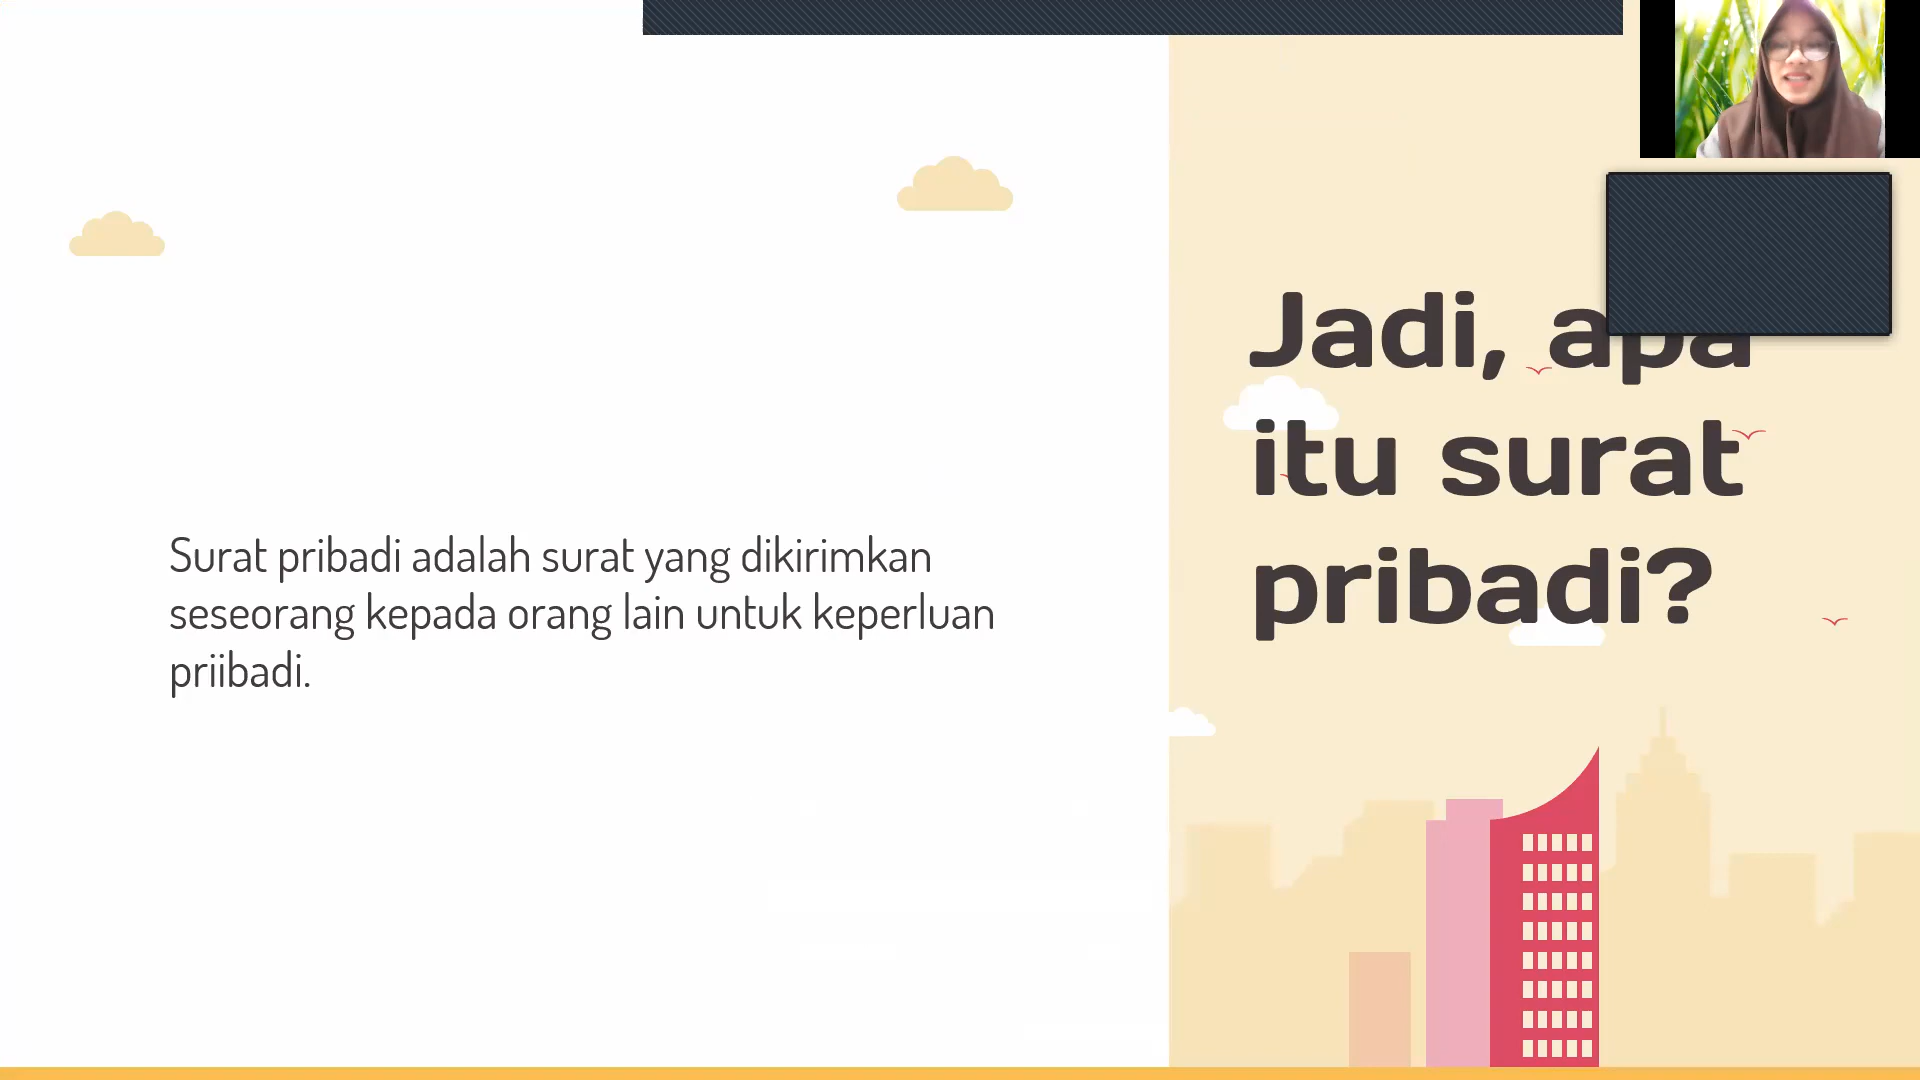 Jadi, apa
itu surat
pribadi?
Surat pribadi adalah surat yang dikirimkan
seseorang kepada orang lain untuk keperluan
priibadi.